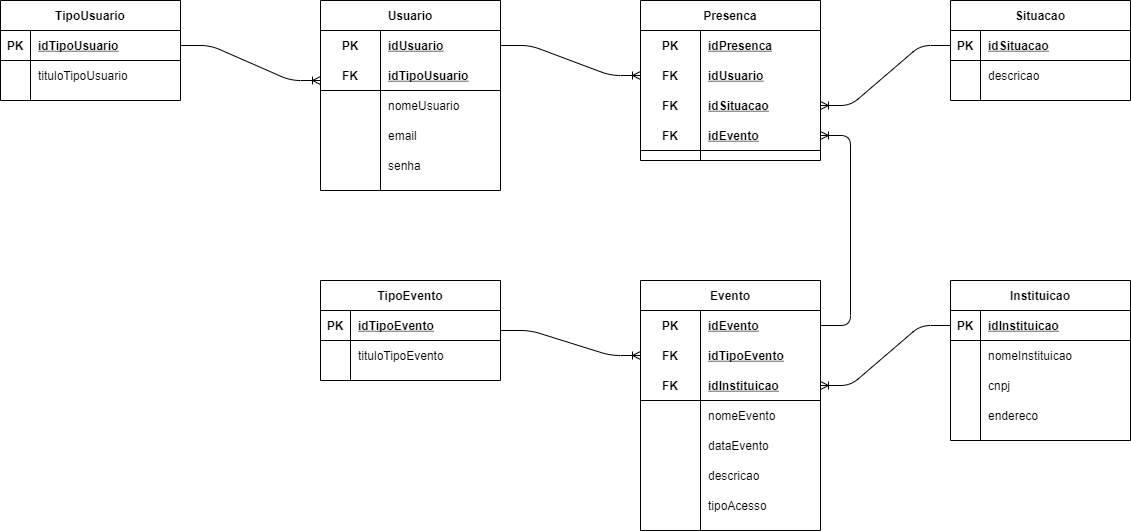 TipoUsuario
PK idTipoUsuario
tituloTipoUsuario
Usuario
PK idUsuario
FK idTipoUsuario
nomeUsuario
email
senha
Presenca
PK idPresenca
FK idUsuario
FK idSituacao
FK idEvento
Situacao
PK idSituacao
descricao
TipoEvento
PK idTipoEvento
tituloTipoEvento
Evento
PK idEvento
FK idTipoEvento
FK idInstituicao
nomeEvento
dataEvento
descricao
tipoAcesso
Instituicao
PK idInstituicao
nomeInstituicao
cnpj
endereco